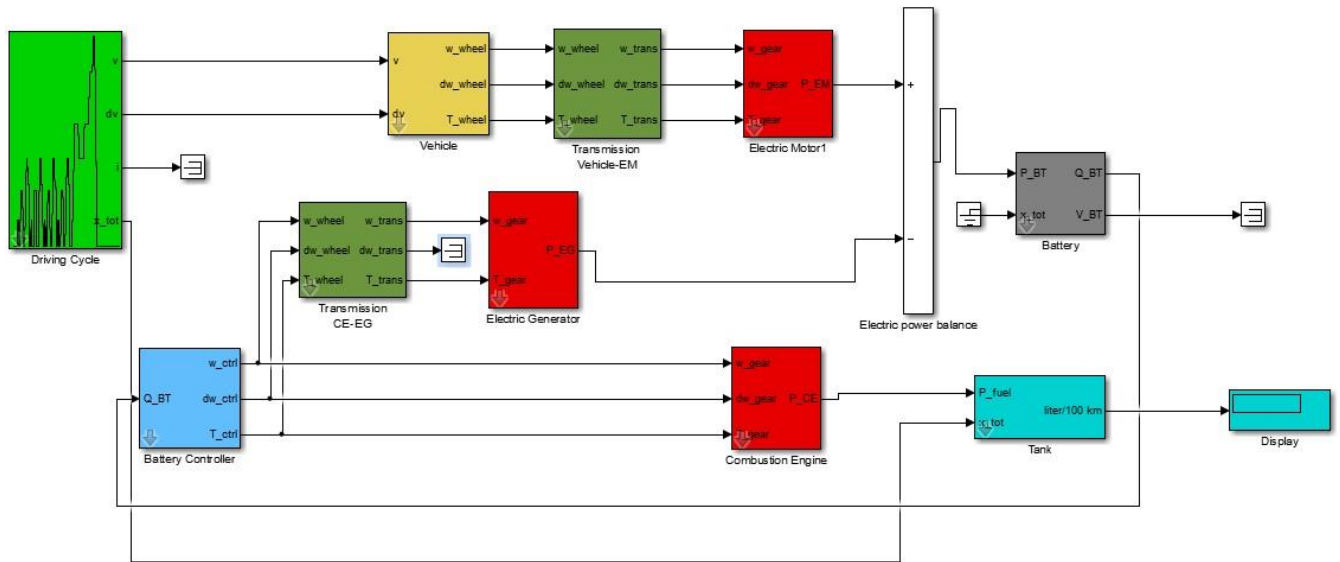 v
dv
i
x_tot
Driving Cycle
v
dv
w_wheel
dw_wheel
T_wheel
Vehicle
w_wheel
dw_wheel
T_wheel
w_trans
dw_trans
T_trans
Transmission
Vehicle-EM
w_gear
dw_gear
T_gear
P_EM
Electric Motor1
+
−
Electric power balance
P_BT
x_tot
Q_BT
V_BT
Battery
w_wheel
dw_wheel
T_wheel
w_trans
dw_trans
T_trans
Transmission
CE-EG
w_gear
T_gear
P_EG
Electric Generator
Q_BT
w_ctrl
dw_ctrl
T_ctrl
Battery Controller
w_gear
dw_gear
T_gear
P_CE
Combustion Engine
P_fuel
x_tot
liter/100 km
Tank
Display